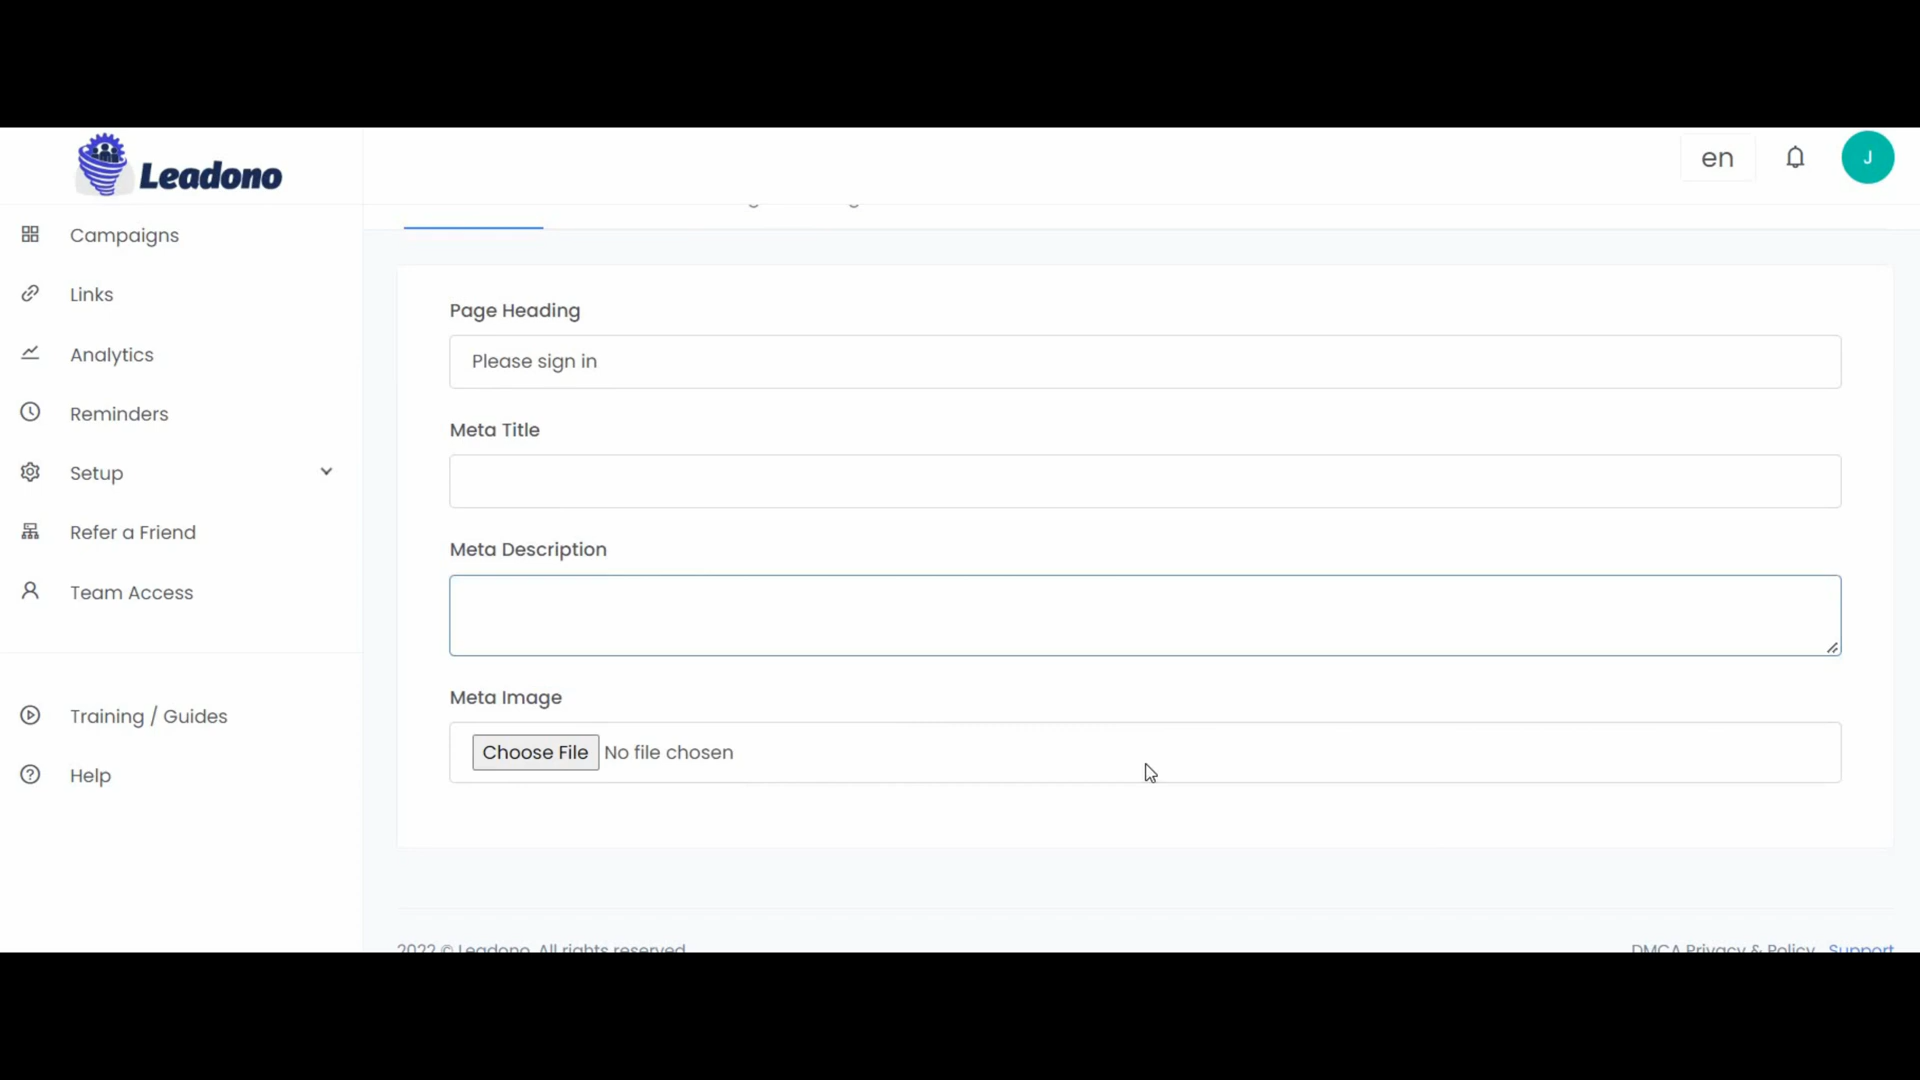 Leadono
en
J
Campaigns
Links
Analytics
Reminders
Setup
Refer a Friend
Team Access
Training / Guides
Help
Page Heading
Please sign in
Meta Title
Meta Description
Meta Image
Choose File No file chosen
2022 © Leadono. All rights reserved
DMCA Privacy & Policy Support